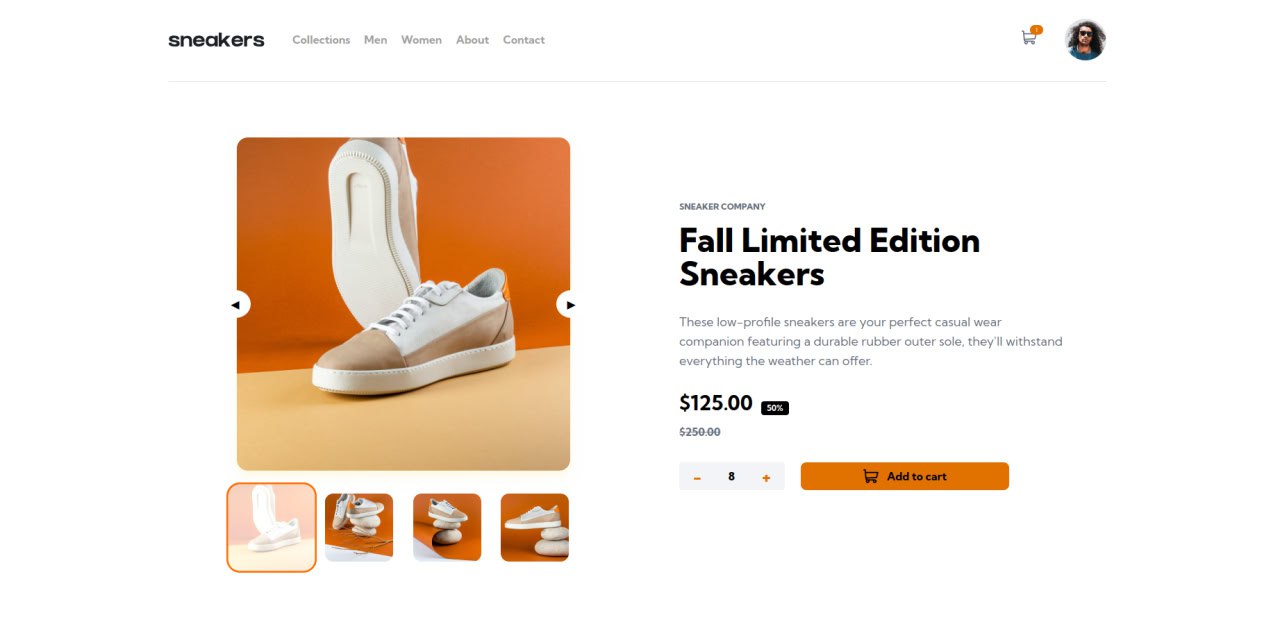 sneakers Collections Men Women About Contact
SNEAKER COMPANY
Fall Limited Edition
Sneakers
These low-profile sneakers are your perfect casual wear
companion featuring a durable rubber outer sole, they'll withstand
everything the weather can offer.
$125.00 50%
$250.00
- 8 + Add to cart